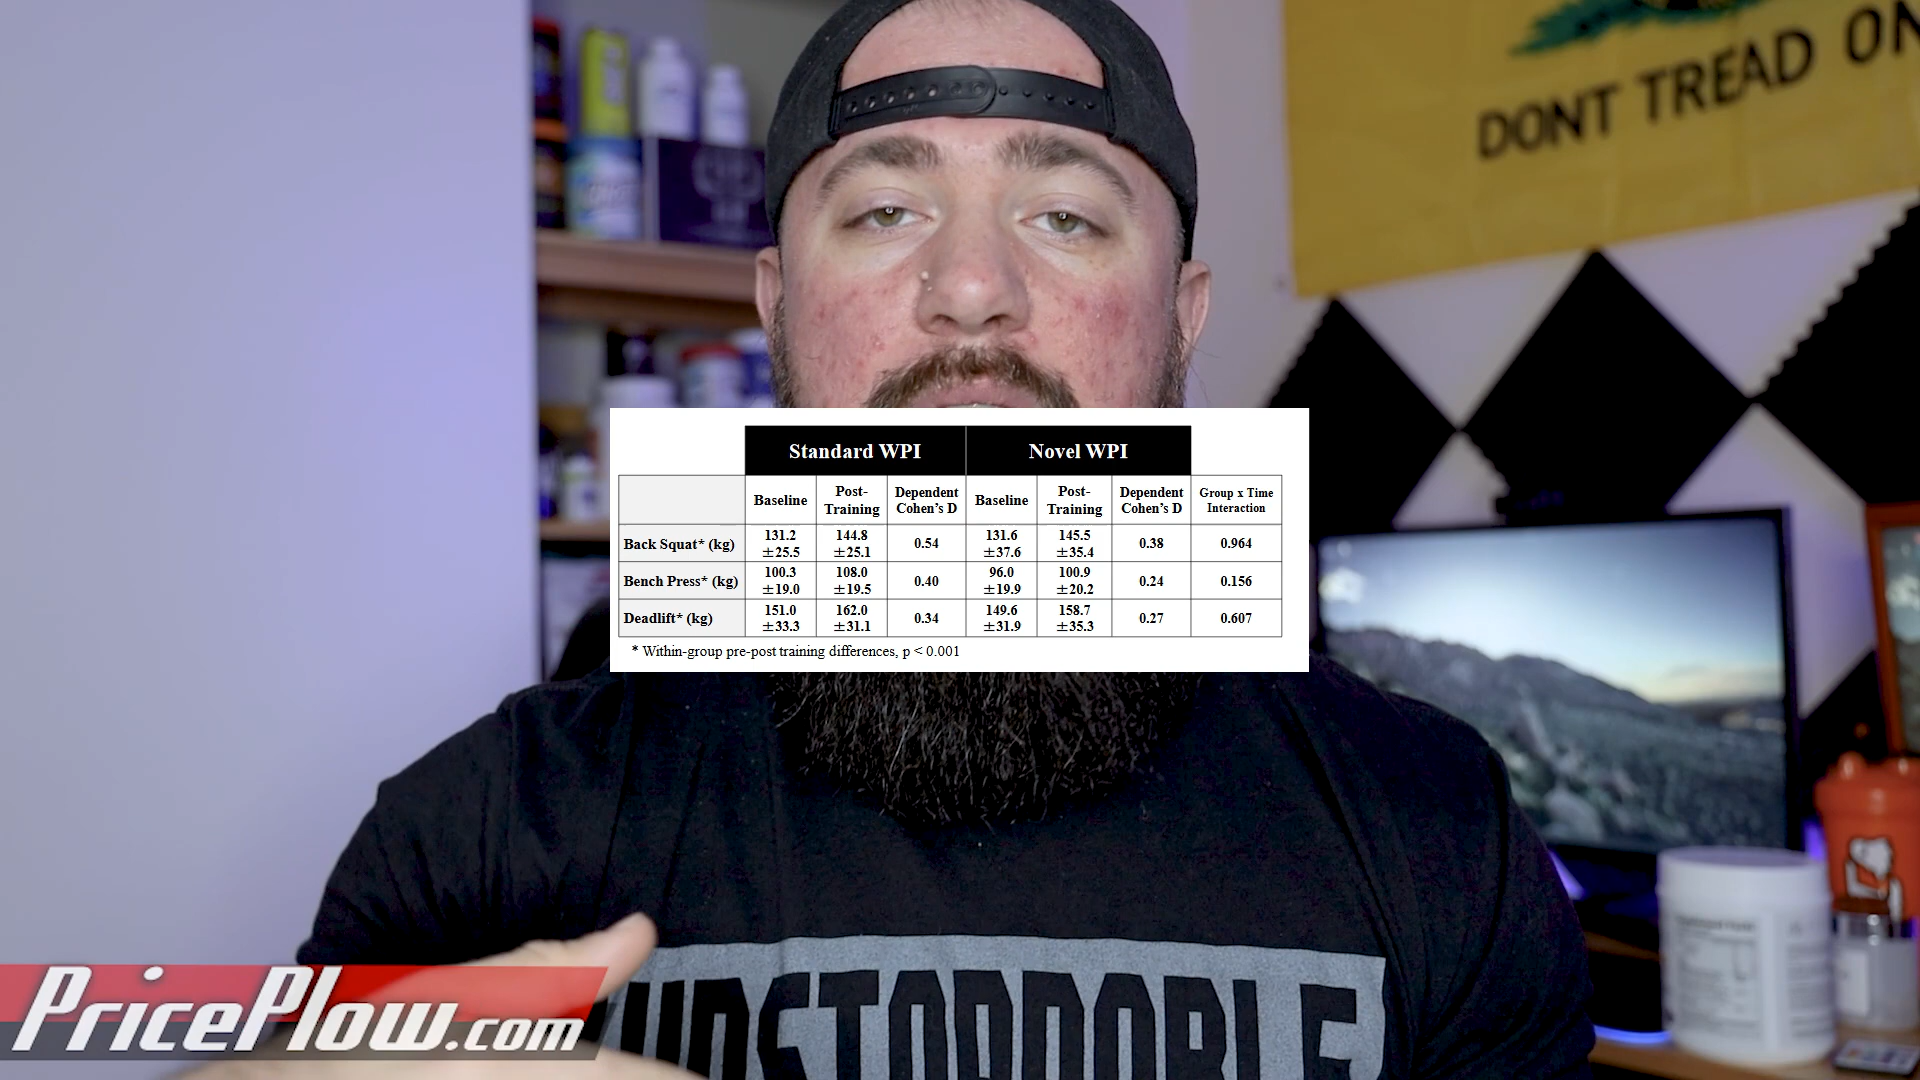 DONT TREAD ON
Standard WPI Novel WPI
Baseline Post-Training Dependent Cohen's D Baseline Post-Training Dependent Cohen's D Group x Time Interaction
Back Squat* (kg) 131.2 ±25.5 144.8 ±25.1 0.54 131.6 ±37.6 145.5 ±35.4 0.38 0.964
Bench Press* (kg) 100.3 ±19.0 108.0 ±19.5 0.40 96.0 ±19.9 100.9 ±20.2 0.24 0.156
Deadlift* (kg) 151.0 ±33.3 162.0 ±31.1 0.34 149.6 ±31.9 158.7 ±35.3 0.27 0.607
* Within-group pre-post training differences, p < 0.001
UNSTOPPABLE
PricePlow.com